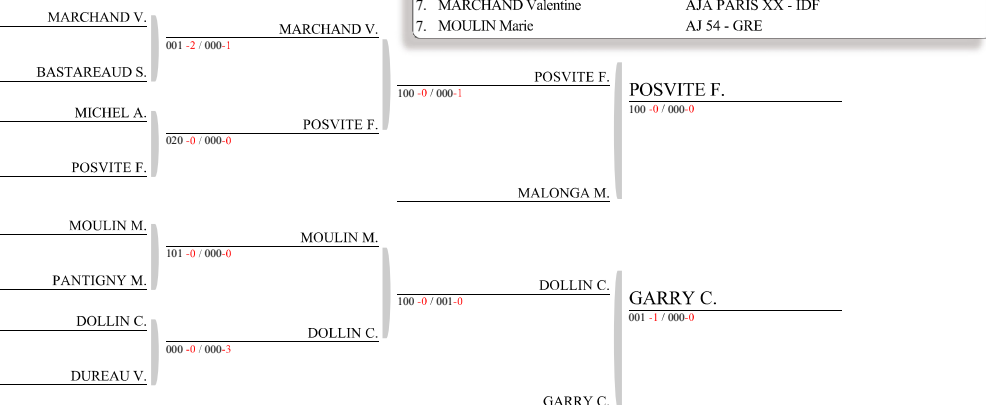 7. MARCHAND Valentine AJA PARIS XX - IDF
7. MOULIN Marie AJ 54 - GRE
MARCHAND V.
MARCHAND V.
001 -2 / 000-1
BASTAREAUD S.
POSVITE F.
100 -0 / 000-1
POSVITE F.
100 -0 / 000-0
MICHEL A.
POSVITE F.
020 -0 / 000-0
POSVITE F.
MALONGA M.
MOULIN M.
MOULIN M.
101 -0 / 000-0
PANTIGNY M.
DOLLIN C.
100 -0 / 001-0
GARRY C.
001 -1 / 000-0
DOLLIN C.
DOLLIN C.
000 -0 / 000-3
DUREAU V.
GARRY C.